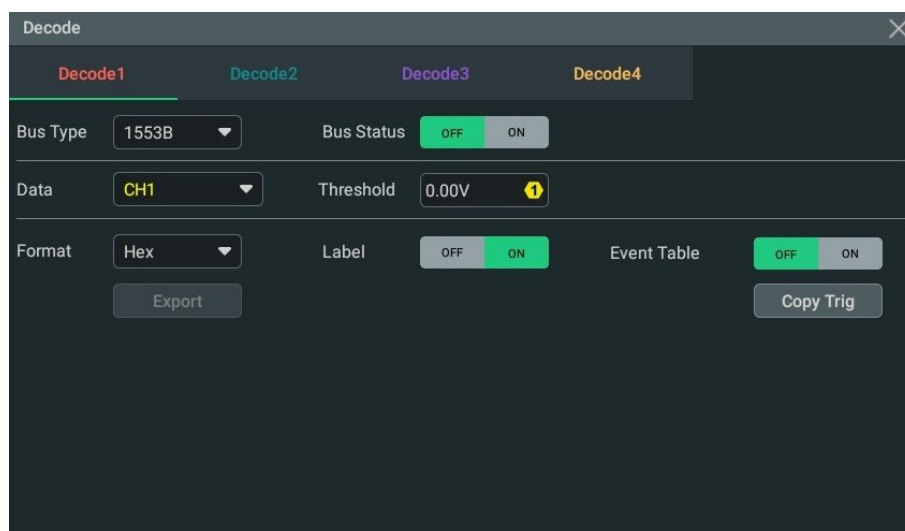 Decode
Decode1 Decode2 Decode3 Decode4
Bus Type 1553B Bus Status OFF ON
Data CH1 Threshold 0.00V 1
Format Hex Label OFF ON Event Table OFF ON
Export Copy Trig